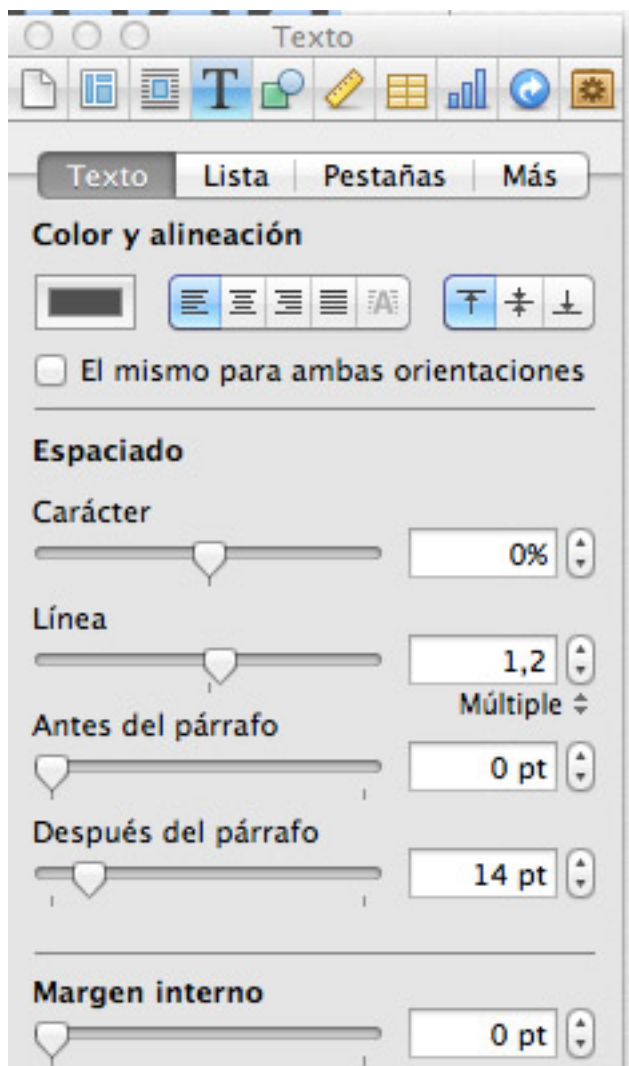 Texto
T
Texto Lista Pestañas Más
Color y alineación
A
El mismo para ambas orientaciones
Espaciado
Carácter
0%
Línea
1,2
Múltiple
Antes del párrafo
0 pt
Después del párrafo
14 pt
Margen interno
0 pt